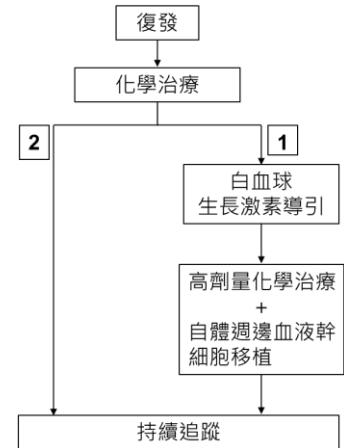 復發
化學治療
2
1
白血球
生長激素導引
高劑量化學治療
+
自體週邊血液幹
細胞移植
持續追蹤